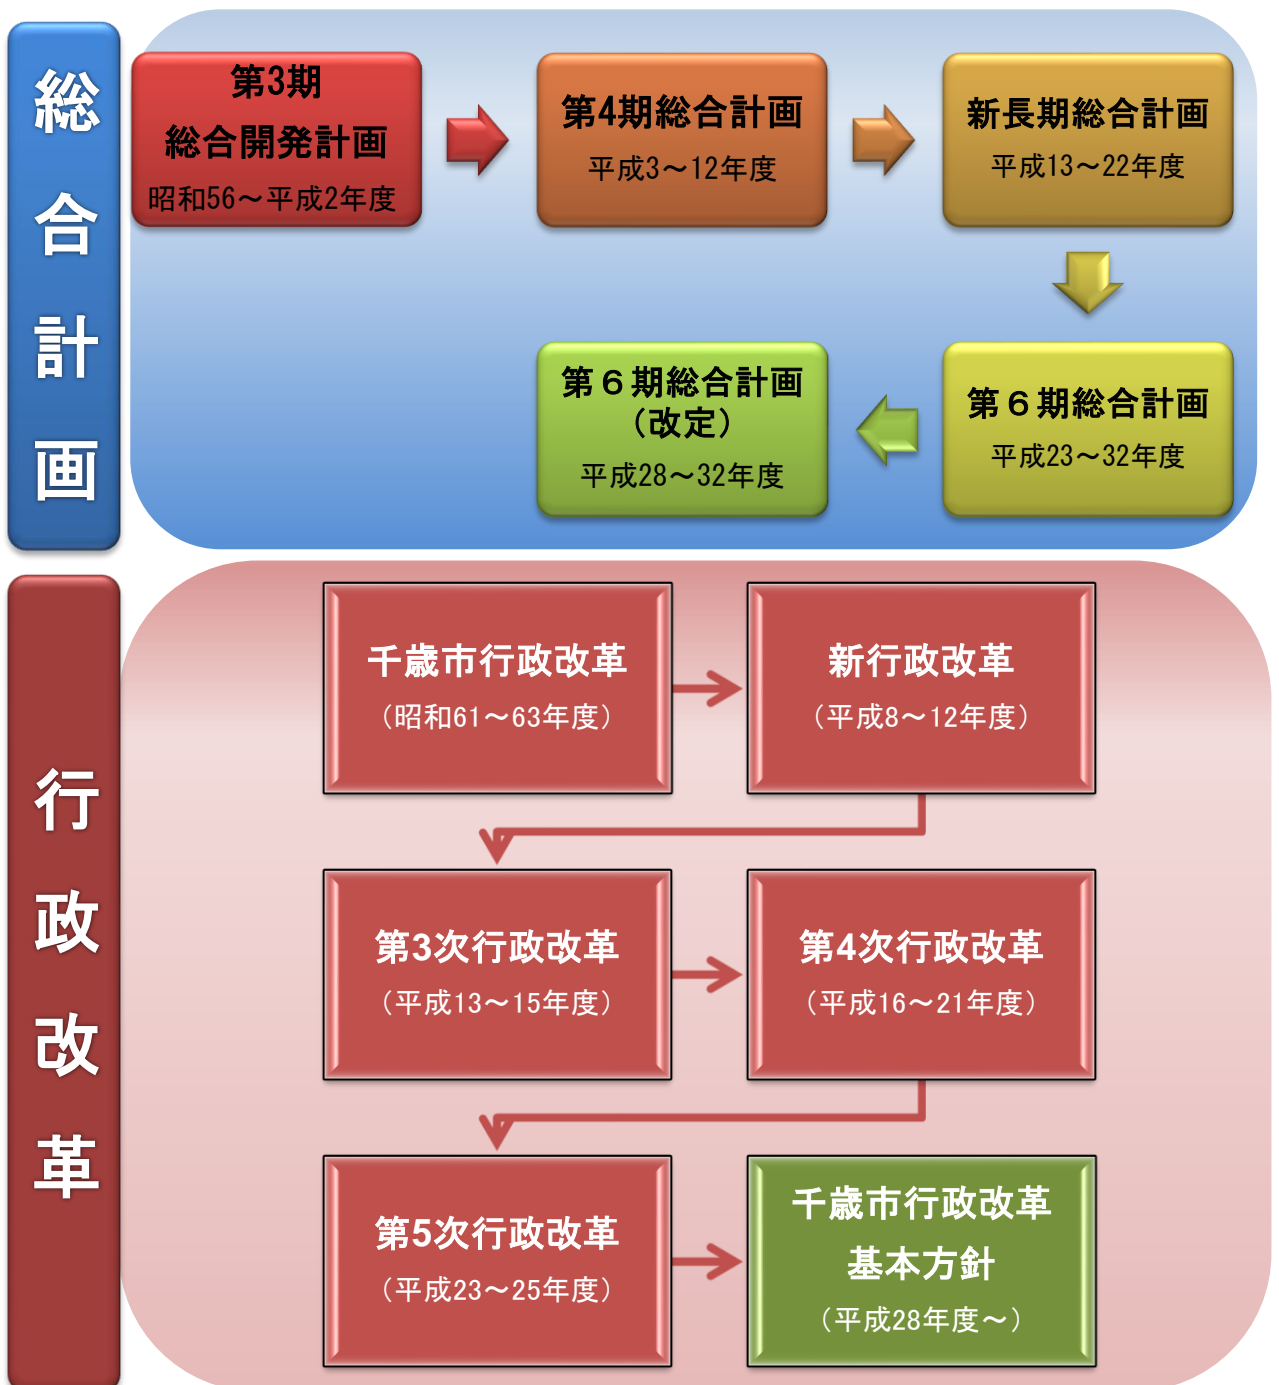 総合計画
第3期
総合開発計画
昭和56～平成2年度
第4期総合計画
平成3～12年度
新長期総合計画
平成13～22年度
第６期総合計画
平成23～32年度
第６期総合計画
（改定）
平成28～32年度
行政改革
千歳市行政改革
（昭和61～63年度）
新行政改革
（平成8～12年度）
第3次行政改革
（平成13～15年度）
第4次行政改革
（平成16～21年度）
第5次行政改革
（平成23～25年度）
千歳市行政改革
基本方針
（平成28年度～）